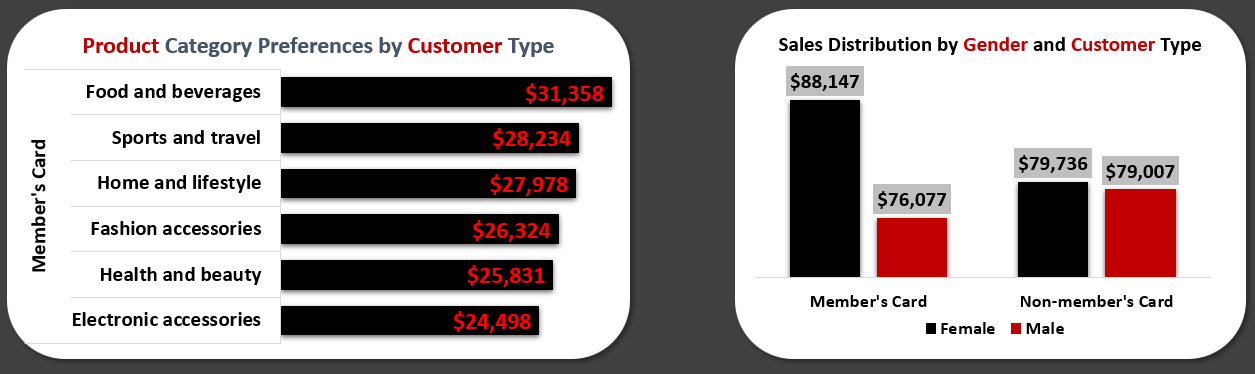 Product Category Preferences by Customer Type
Member's Card
Food and beverages $31,358
Sports and travel $28,234
Home and lifestyle $27,978
Fashion accessories $26,324
Health and beauty $25,831
Electronic accessories $24,498
Sales Distribution by Gender and Customer Type
$88,147
$76,077
$79,736
$79,007
Member's Card
Non-member's Card
Female Male